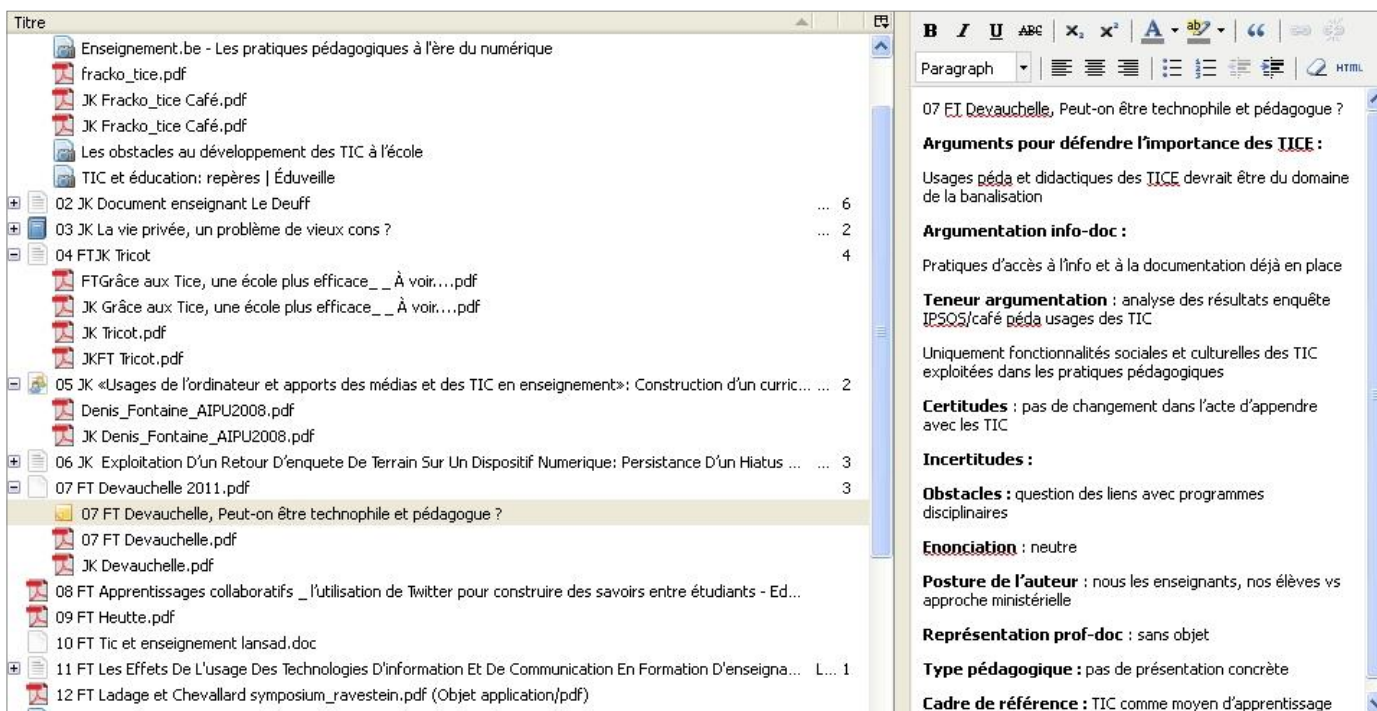 Titre
Enseignement.be - Les pratiques pédagogiques à l'ère du numérique
fracko_tice.pdf
JK Fracko_tice Café.pdf
JK Fracko_tice Café.pdf
Les obstacles au développement des TIC à l'école
TIC et éducation: repères | Éduveille
02 JK Document enseignant Le Deuff ... 6
03 JK La vie privée, un problème de vieux cons ? ... 2
04 FTJK Tricot 4
FTGrâce aux Tice, une école plus efficace_ _ À voir....pdf
JK Grâce aux Tice, une école plus efficace_ _ À voir....pdf
JK Tricot.pdf
JKFT Tricot.pdf
05 JK «Usages de l'ordinateur et apports des médias et des TIC en enseignement»: Construction d'un curric... ... 2
Denis_Fontaine_AIPU2008.pdf
JK Denis_Fontaine_AIPU2008.pdf
06 JK Exploitation D'un Retour D'enquete De Terrain Sur Un Dispositif Numerique: Persistance D'un Hiatus ... ... 3
07 FT Devauchelle 2011.pdf 3
07 FT Devauchelle, Peut-on être technophile et pédagogue ?
07 FT Devauchelle.pdf
JK Devauchelle.pdf
08 FT Apprentissages collaboratifs _ l'utilisation de Twitter pour construire des savoirs entre étudiants - Ed...
09 FT Heutte.pdf
10 FT Tic et enseignement lansad.doc
11 FT Les Effets De L'usage Des Technologies D'information Et De Communication En Formation D'enseigna... L... 1
12 FT Ladage et Chevallard symposium_ravestein.pdf (Objet application/pdf)
B I U ABC x₂ x² A ab
Paragraph HTML
07 FT Devauchelle, Peut-on être technophile et pédagogue ?
Arguments pour défendre l'importance des TICE :
Usages péda et didactiques des TICE devrait être du domaine
de la banalisation
Argumentation info-doc :
Pratiques d'accès à l'info et à la documentation déjà en place
Teneur argumentation : analyse des résultats enquête
IPSOS/café péda usages des TIC
Uniquement fonctionnalités sociales et culturelles des TIC
exploitées dans les pratiques pédagogiques
Certitudes : pas de changement dans l'acte d'appendre
avec les TIC
Incertitudes :
Obstacles : question des liens avec programmes
disciplinaires
Enonciation : neutre
Posture de l'auteur : nous les enseignants, nos élèves vs
approche ministérielle
Représentation prof-doc : sans objet
Type pédagogique : pas de présentation concrète
Cadre de référence : TIC comme moyen d'apprentissage